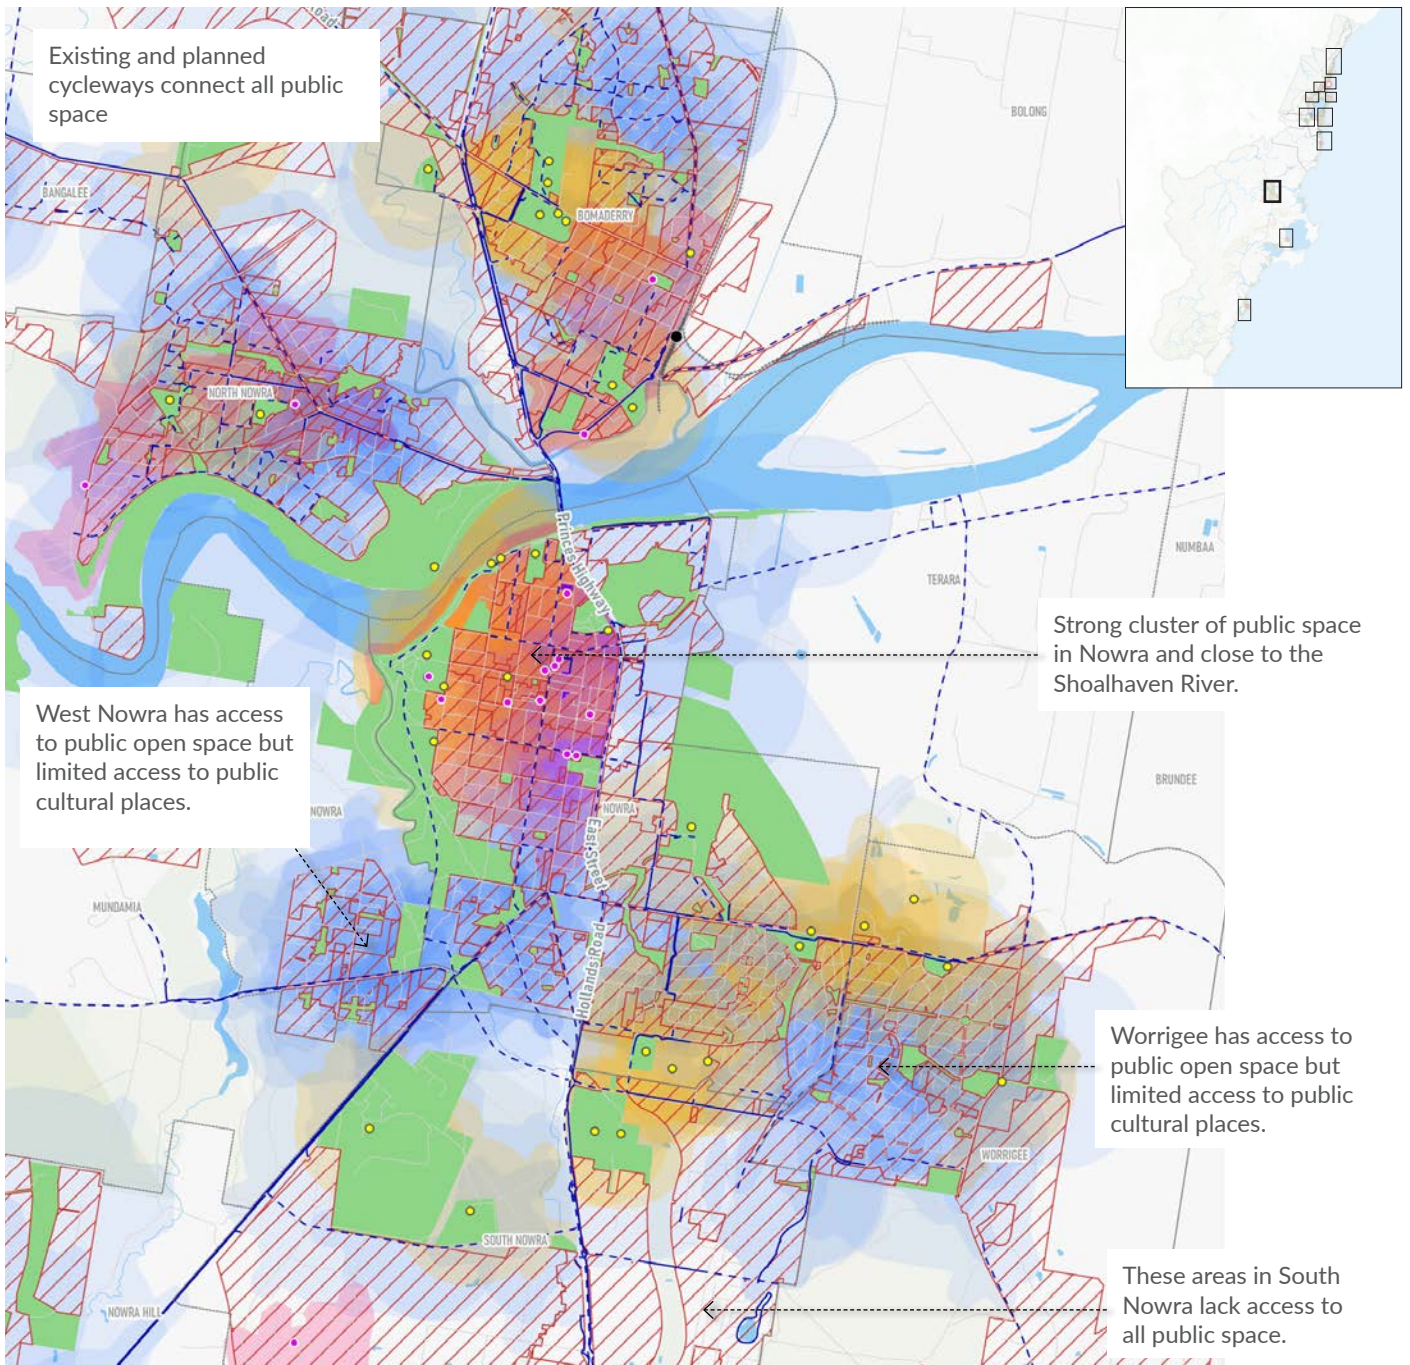 Road
Existing and planned
cycleways connect all public
space
BOLONG
BANGALEE
BOMADERRY
NORTH NOWRA
Princes Highway
NUMBAA
TERARA
Strong cluster of public space
in Nowra and close to the
Shoalhaven River.
West Nowra has access
to public open space but
limited access to public
cultural places.
BRUNDEE
NOWRA
NOWRA
East Street
MUNDAMIA
Hollands Road
Worrigee has access to
public open space but
limited access to public
cultural places.
WORRIGEE
SOUTH NOWRA
These areas in South
Nowra lack access to
all public space.
NOWRA HILL